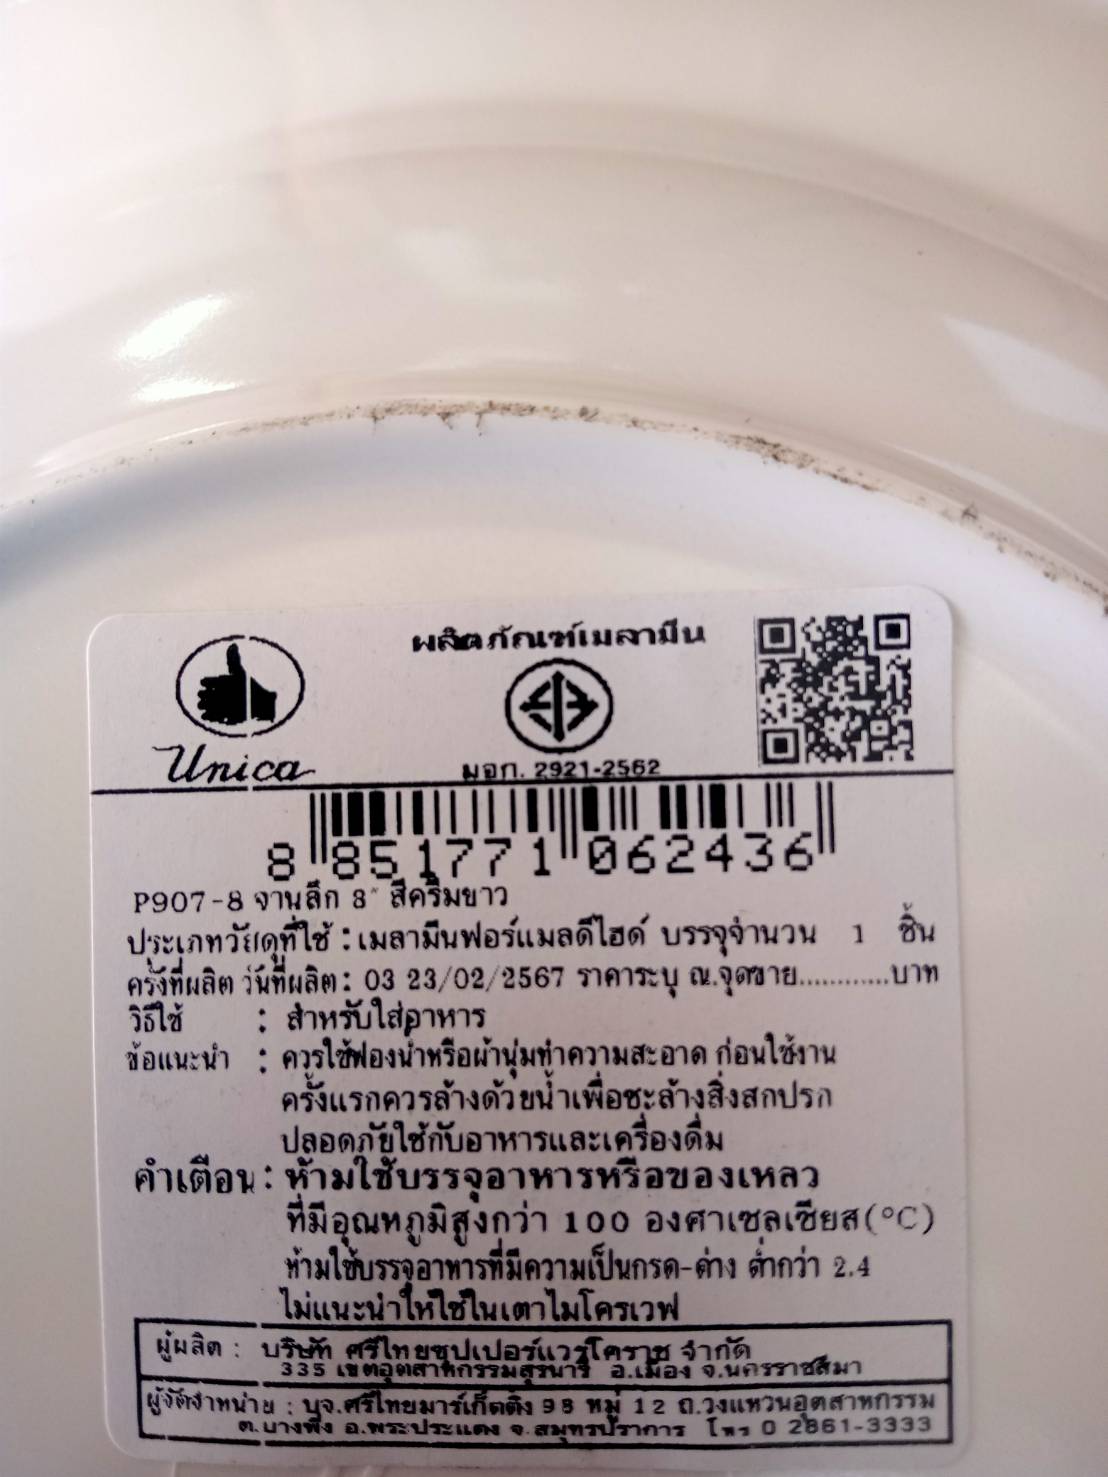 ผลิตภัณฑ์เมลามีน
Unica
มอก. 2921-2562
8 851771 062436
P907-8 จานลึก 8" สีครีมขาว
ประเภทวัสดุที่ใช้ : เมลามีนฟอร์แมลดีไฮด์ บรรจุจำนวน 1 ชิ้น
ครั้งที่ผลิต วันที่ผลิต : 03 23/02/2567 ราคาระบุ ณ.จุดขาย............บาท
วิธีใช้ : สำหรับใส่อาหาร
ข้อแนะนำ : ควรใช้ฟองน้ำหรือผ้านุ่มทำความสะอาด ก่อนใช้งาน
ครั้งแรกควรล้างด้วยน้ำเพื่อชะล้างสิ่งสกปรก
ปลอดภัยใช้กับอาหารและเครื่องดื่ม
คำเตือน : ห้ามใช้บรรจุอาหารหรือของเหลว
ที่มีอุณหภูมิสูงกว่า 100 องศาเซลเซียส(°C)
ห้ามใช้บรรจุอาหารที่มีความเป็นกรด-ด่าง ต่ำกว่า 2.4
ไม่แนะนำให้ใช้ในเตาไมโครเวฟ
ผู้ผลิต : บริษัท ศรีไทยซุปเปอร์แวร์โคราช จำกัด
335 เขตอุตสาหกรรมสุรนารี อ.เมือง จ.นครราชสีมา
ผู้จัดจำหน่าย : บจ.ศรีไทยมาร์เก็ตติ้ง 98 หมู่ 12 ถ.วงแหวนอุตสาหกรรม
ต.บางพึ่ง อ.พระประแดง จ.สมุทรปราการ โทร 0 2861-3333